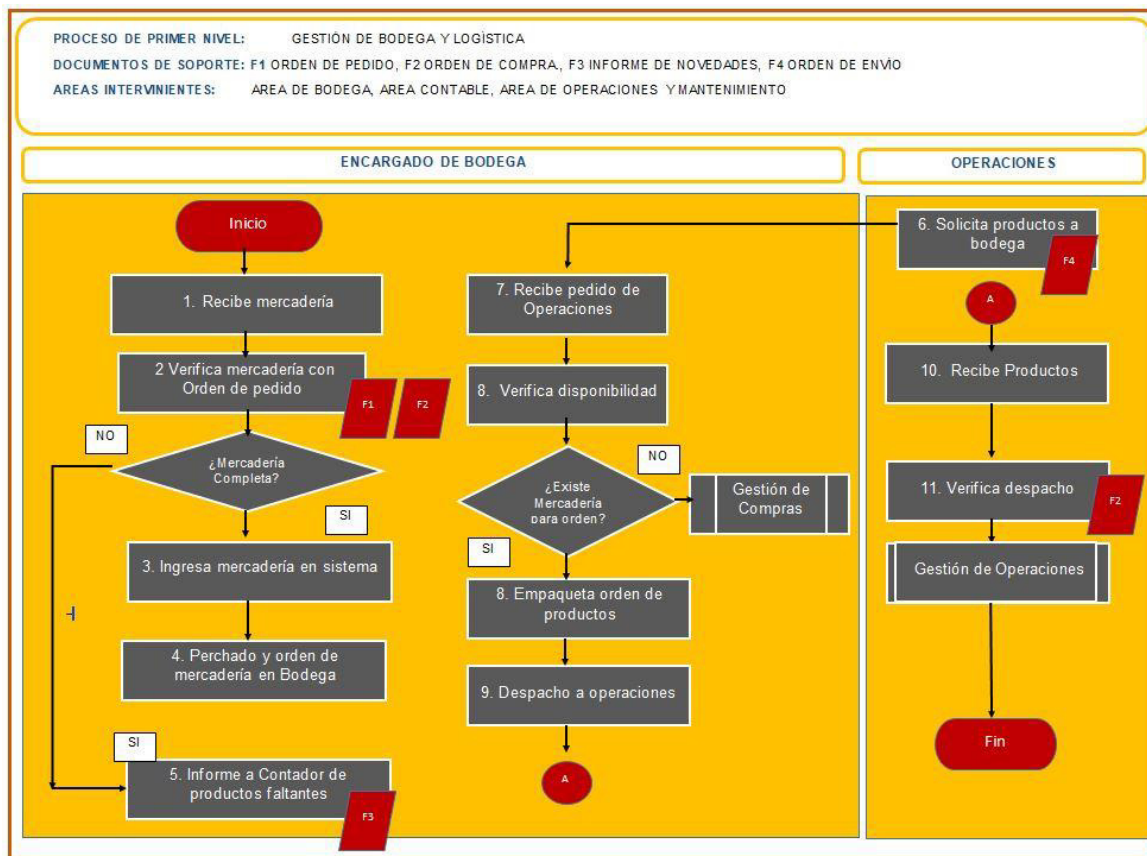 PROCESO DE PRIMER NIVEL: GESTIÓN DE BODEGA Y LOGÌSTICA
DOCUMENTOS DE SOPORTE: F1 ORDEN DE PEDIDO, F2 ORDEN DE COMPRA., F3 INFORME DE NOVEDADES, F4 ORDEN DE ENVÌO
AREAS INTERVINIENTES: AREA DE BODEGA, AREA CONTABLE, AREA DE OPERACIONES Y MANTENIMIENTO
ENCARGADO DE BODEGA
Inicio
1. Recibe mercadería
2 Verifica mercadería con
Orden de pedido
F1
F2
NO
¿Mercadería
Completa?
SI
3. Ingresa mercadería en sistema
4. Perchado y orden de
mercadería en Bodega
SI
5. Informe a Contador de
productos faltantes
F3
7. Recibe pedido de
Operaciones
8. Verifica disponibilidad
NO
¿Existe
Mercadería
para orden?
Gestión de
Compras
SI
8. Empaqueta orden de
productos
9. Despacho a operaciones
A
OPERACIONES
6. Solicita productos a
bodega
F4
A
10. Recibe Productos
11. Verifica despacho
F2
Gestión de Operaciones
Fin